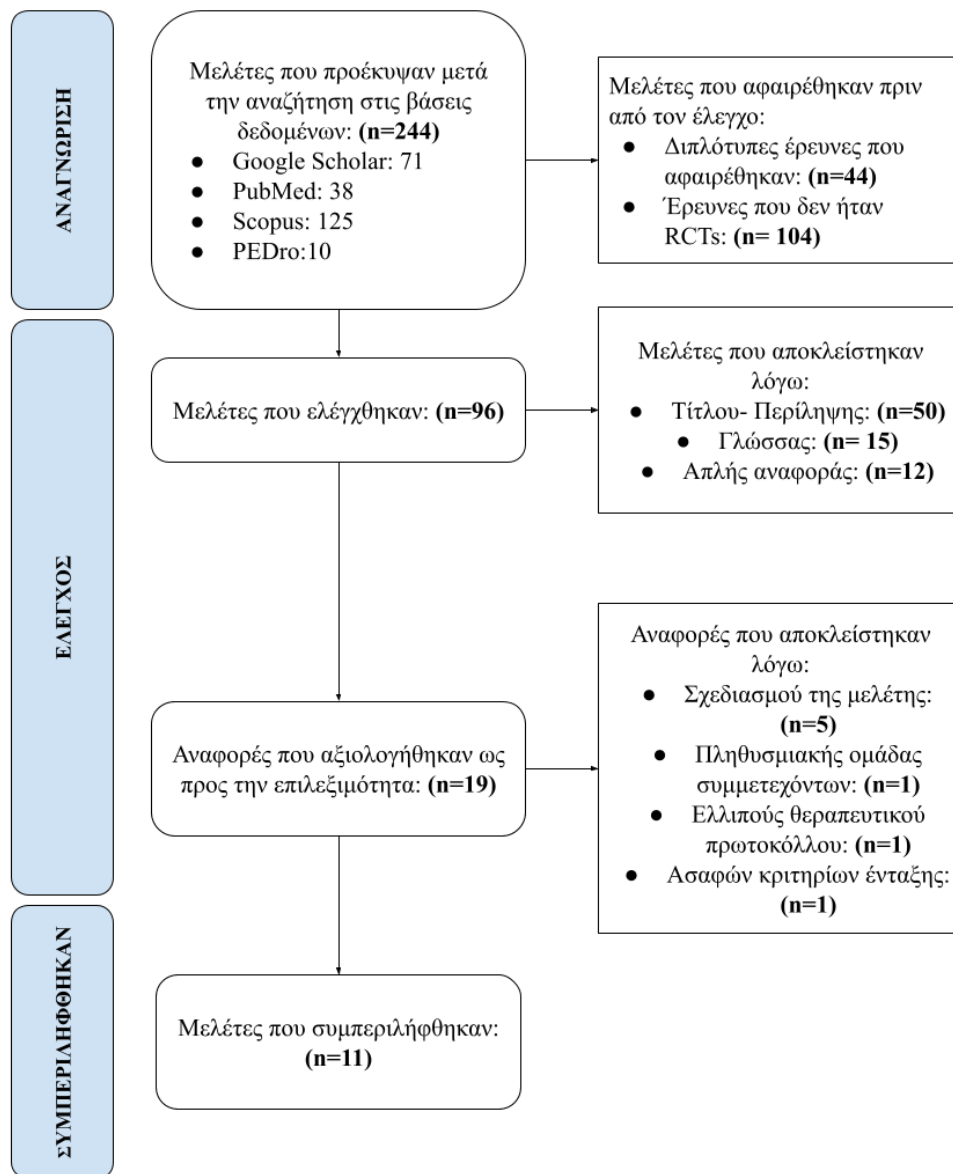 ΑΝΑΓΝΩΡΙΣΗ
Μελέτες που προέκυψαν μετά
την αναζήτηση στις βάσεις
δεδομένων: (n=244)
● Google Scholar: 71
● PubMed: 38
● Scopus: 125
● PEDro:10
Μελέτες που αφαιρέθηκαν πριν
από τον έλεγχο:
● Διπλότυπες έρευνες που
αφαιρέθηκαν: (n=44)
● Έρευνες που δεν ήταν
RCTs: (n= 104)
ΕΛΕΓΧΟΣ
Μελέτες που ελέγχθηκαν: (n=96)
Μελέτες που αποκλείστηκαν
λόγω:
● Τίτλου- Περίληψης: (n=50)
● Γλώσσας: (n= 15)
● Απλής αναφοράς: (n=12)
Αναφορές που αξιολογήθηκαν ως
προς την επιλεξιμότητα: (n=19)
Αναφορές που αποκλείστηκαν
λόγω:
● Σχεδιασμού της μελέτης:
(n=5)
● Πληθυσμιακής ομάδας
συμμετεχόντων: (n=1)
● Ελλιπούς θεραπευτικού
πρωτοκόλλου: (n=1)
● Ασαφών κριτηρίων ένταξης:
(n=1)
ΣΥΜΠΕΡΙΛΗΦΘΗΚΑΝ
Μελέτες που συμπεριλήφθηκαν:
(n=11)